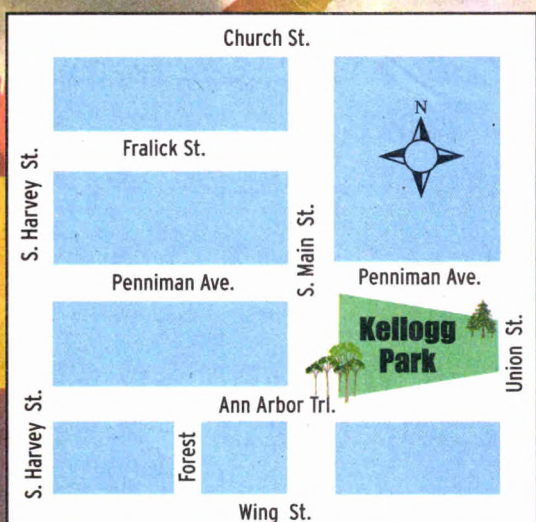 Church St.
N
Fralick St.
S. Harvey St.
S. Main St.
Penniman Ave.
Penniman Ave.
Kellogg
Park
Union St.
Ann Arbor Trl.
S. Harvey St.
Forest
Wing St.